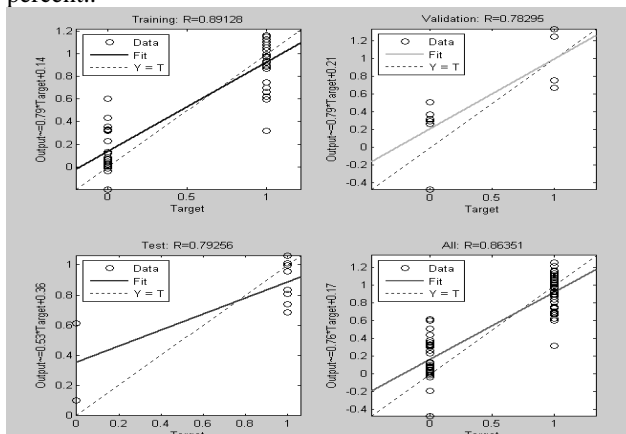 percent..
Training: R=0.89128
Output~=0.79*Target+0.14
Data
Fit
Y = T
1.2
1
0.8
0.6
0.4
0.2
0
0
0.5
1
Target
Validation: R=0.78295
Output~=0.79*Target+0.21
Data
Fit
Y = T
1.2
1
0.8
0.6
0.4
0.2
0
-0.2
-0.4
0
0.5
1
Target
Test: R=0.79256
Output~=0.53*Target+0.36
Data
Fit
Y = T
1
0.8
0.6
0.4
0.2
0
0
0.2
0.4
0.6
0.8
1
Target
All: R=0.86351
Output~=0.76*Target+0.17
Data
Fit
Y = T
1.2
1
0.8
0.6
0.4
0.2
0
-0.2
-0.4
0
0.5
1
Target